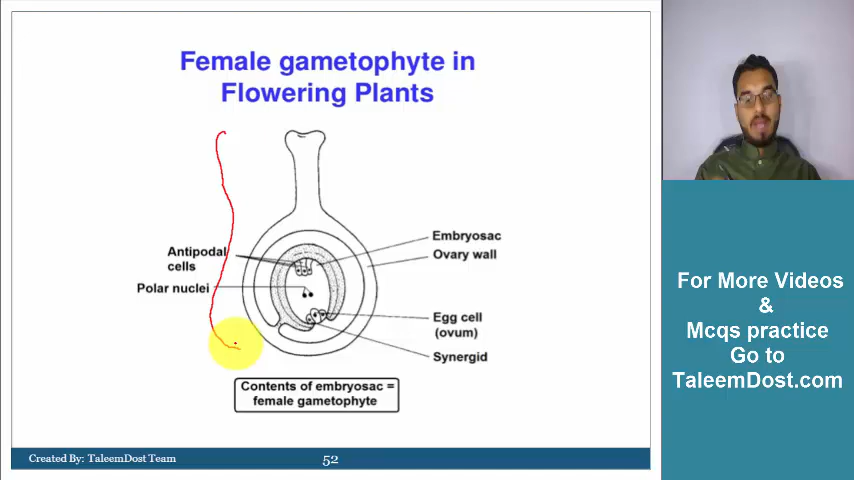 Female gametophyte in
Flowering Plants
Antipodal
cells
Polar nuclei
Embryosac
Ovary wall
Egg cell
(ovum)
Synergid
Contents of embryosac =
female gametophyte
Created By: TaleemDost Team
52
For More Videos
&
Mcqs practice
Go to
TaleemDost.com